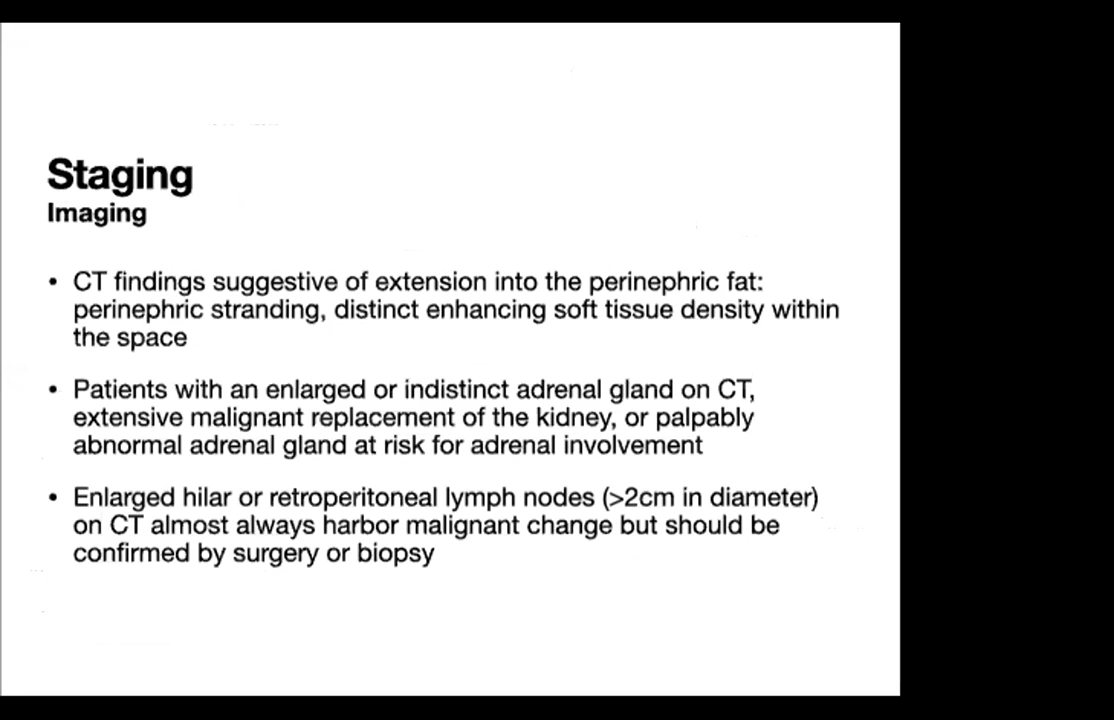 Staging
Imaging
• CT findings suggestive of extension into the perinephric fat:
perinephric stranding, distinct enhancing soft tissue density within
the space
• Patients with an enlarged or indistinct adrenal gland on CT,
extensive malignant replacement of the kidney, or palpably
abnormal adrenal gland at risk for adrenal involvement
• Enlarged hilar or retroperitoneal lymph nodes (>2cm in diameter)
on CT almost always harbor malignant change but should be
confirmed by surgery or biopsy